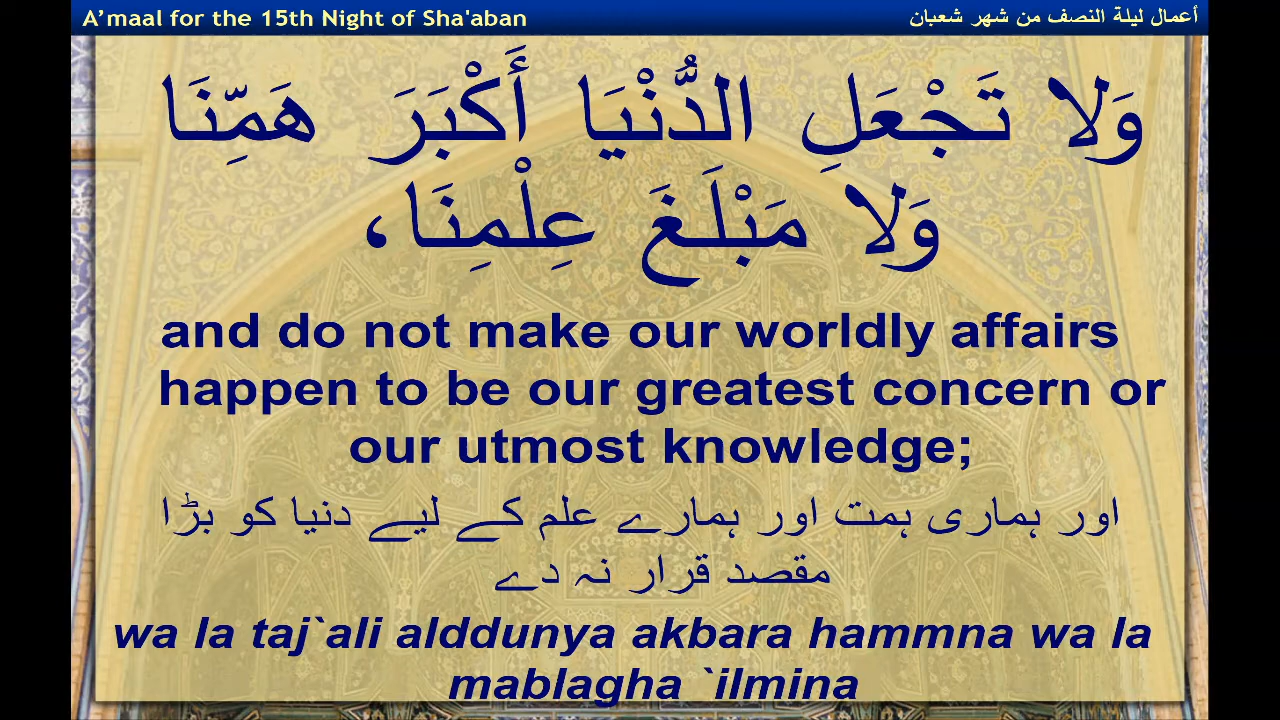 A’maal for the 15th Night of Sha'aban
أعمال ليلة النصف من شهر شعبان
وَلا تَجْعَلِ الدُّنْيَا أَكْبَرَ هَمِّنَا
وَلا مَبْلَغَ عِلْمِنَا،
and do not make our worldly affairs
happen to be our greatest concern or
our utmost knowledge;
اور ہماری ہمت اور ہمارے علم کے لیے دنیا کو بڑا
مقصد قرار نہ دے
wa la taj`ali alddunya akbara hammna wa la
mablagha `ilmina